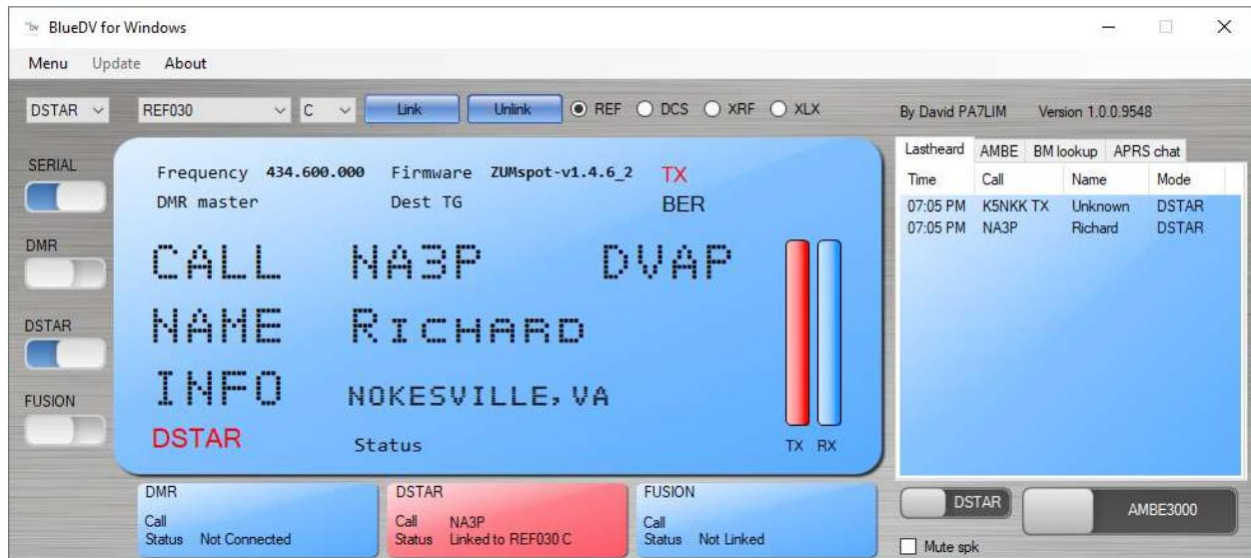 BlueDV for Windows
Menu Update About
DSTAR REF030 C Link Unlink REF DCS XRF XLX By David PA7LIM Version 1.0.0.9548
SERIAL
DMR
DSTAR
FUSION
Frequency 434.600.000 Firmware ZUMspot-v1.4.6_2 TX
DMR master Dest TG BER
CALL NA3P DVAP
NAME RICHARD
INFO NOKESVILLE, VA
DSTAR Status TX RX
Lastheard AMBE BM lookup APRS chat
Time Call Name Mode
07:05 PM K5NKK TX Unknown DSTAR
07:05 PM NA3P Richard DSTAR
DMR
Call
Status Not Connected
DSTAR
Call NA3P
Status Linked to REF030 C
FUSION
Call
Status Not Linked
DSTAR AMBE3000
Mute spk